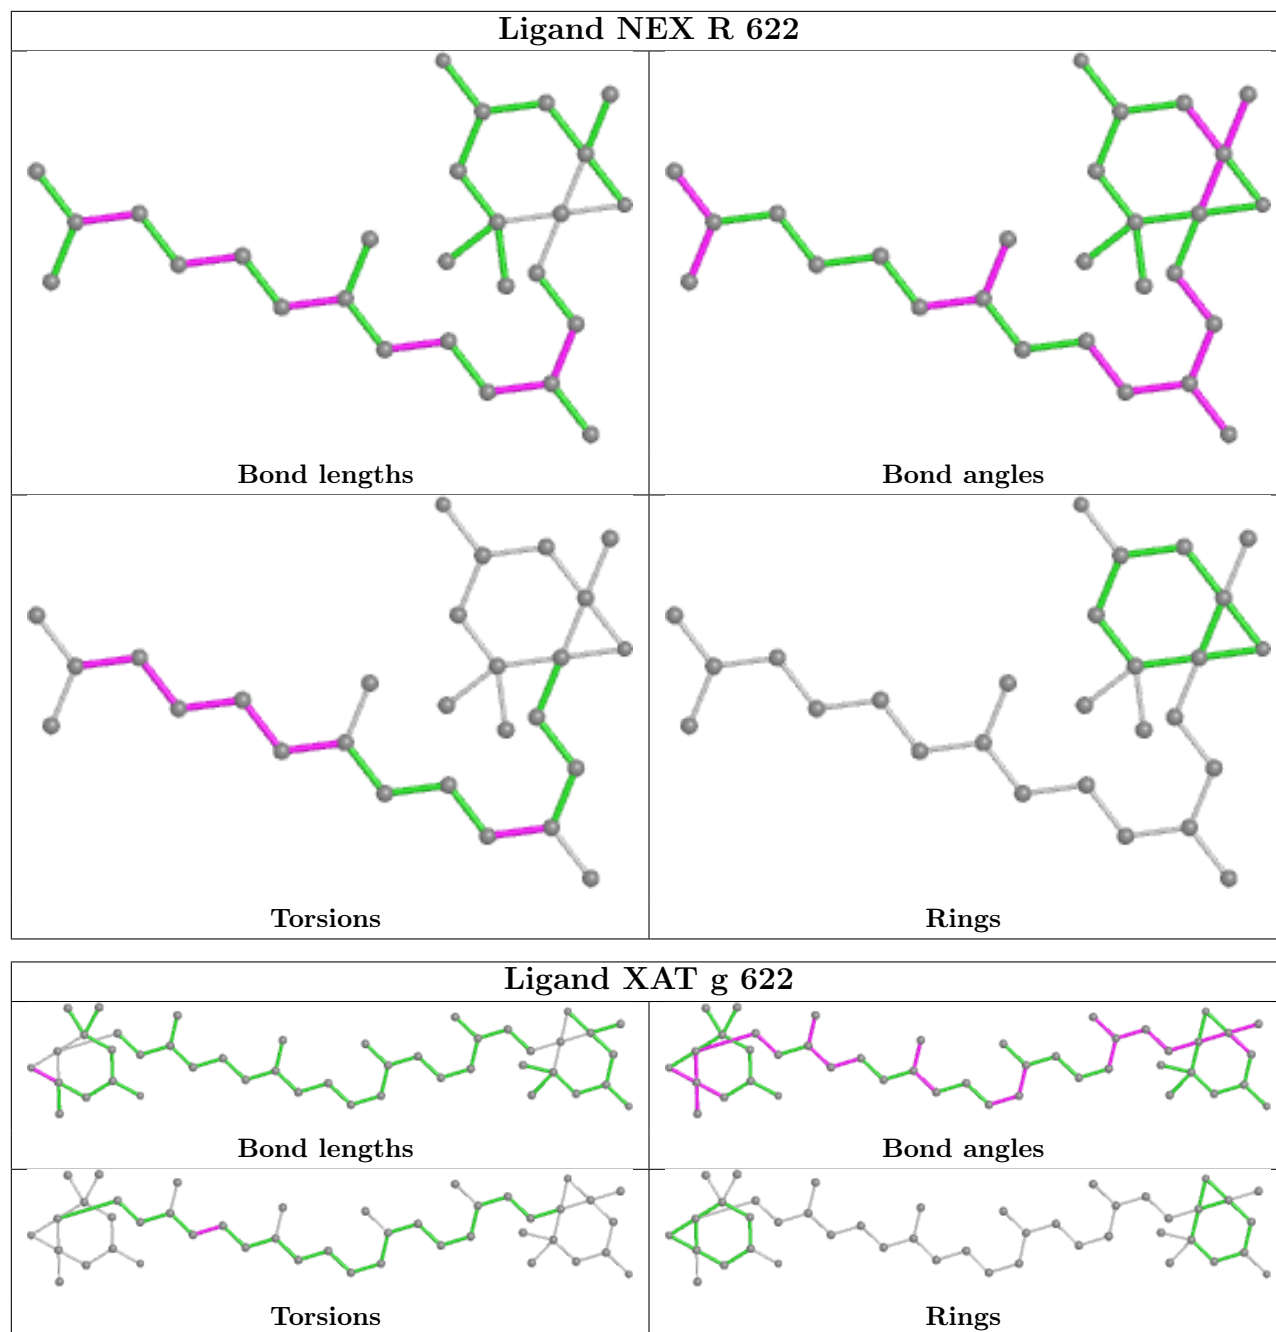 Ligand NEX R 622
Bond lengths
Bond angles
Torsions
Rings
Ligand XAT g 622
Bond lengths
Bond angles
Torsions
Rings